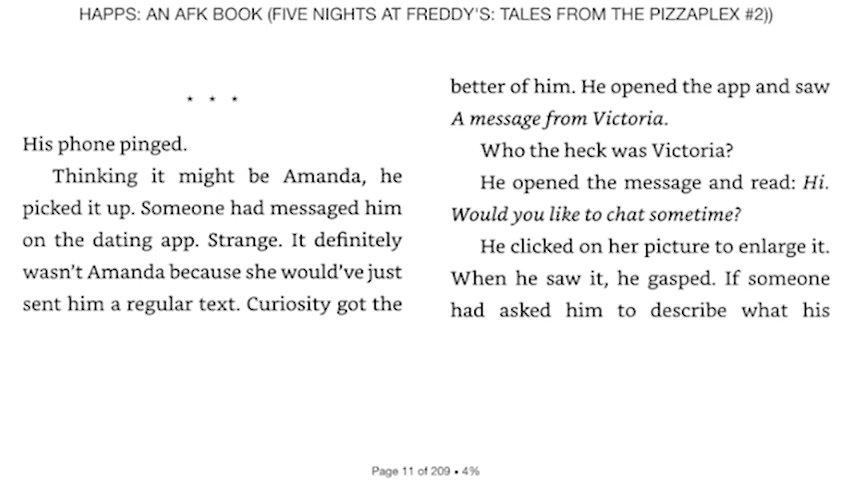 HAPPS: AN AFK BOOK (FIVE NIGHTS AT FREDDY'S: TALES FROM THE PIZZAPLEX #2))
* * *
His phone pinged.
Thinking it might be Amanda, he
picked it up. Someone had messaged him
on the dating app. Strange. It definitely
wasn't Amanda because she would've just
sent him a regular text. Curiosity got the
better of him. He opened the app and saw
A message from Victoria.
Who the heck was Victoria?
He opened the message and read: Hi.
Would you like to chat sometime?
He clicked on her picture to enlarge it.
When he saw it, he gasped. If someone
had asked him to describe what his
Page 11 of 209 • 4%